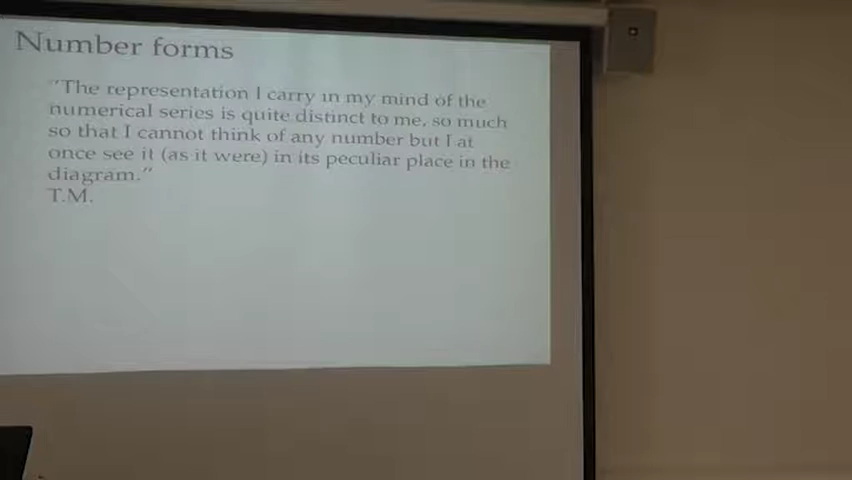 Number forms
"The representation I carry in my mind of the
numerical series is quite distinct to me, so much
so that I cannot think of any number but I at
once see it (as it were) in its peculiar place in the
diagram."
T.M.